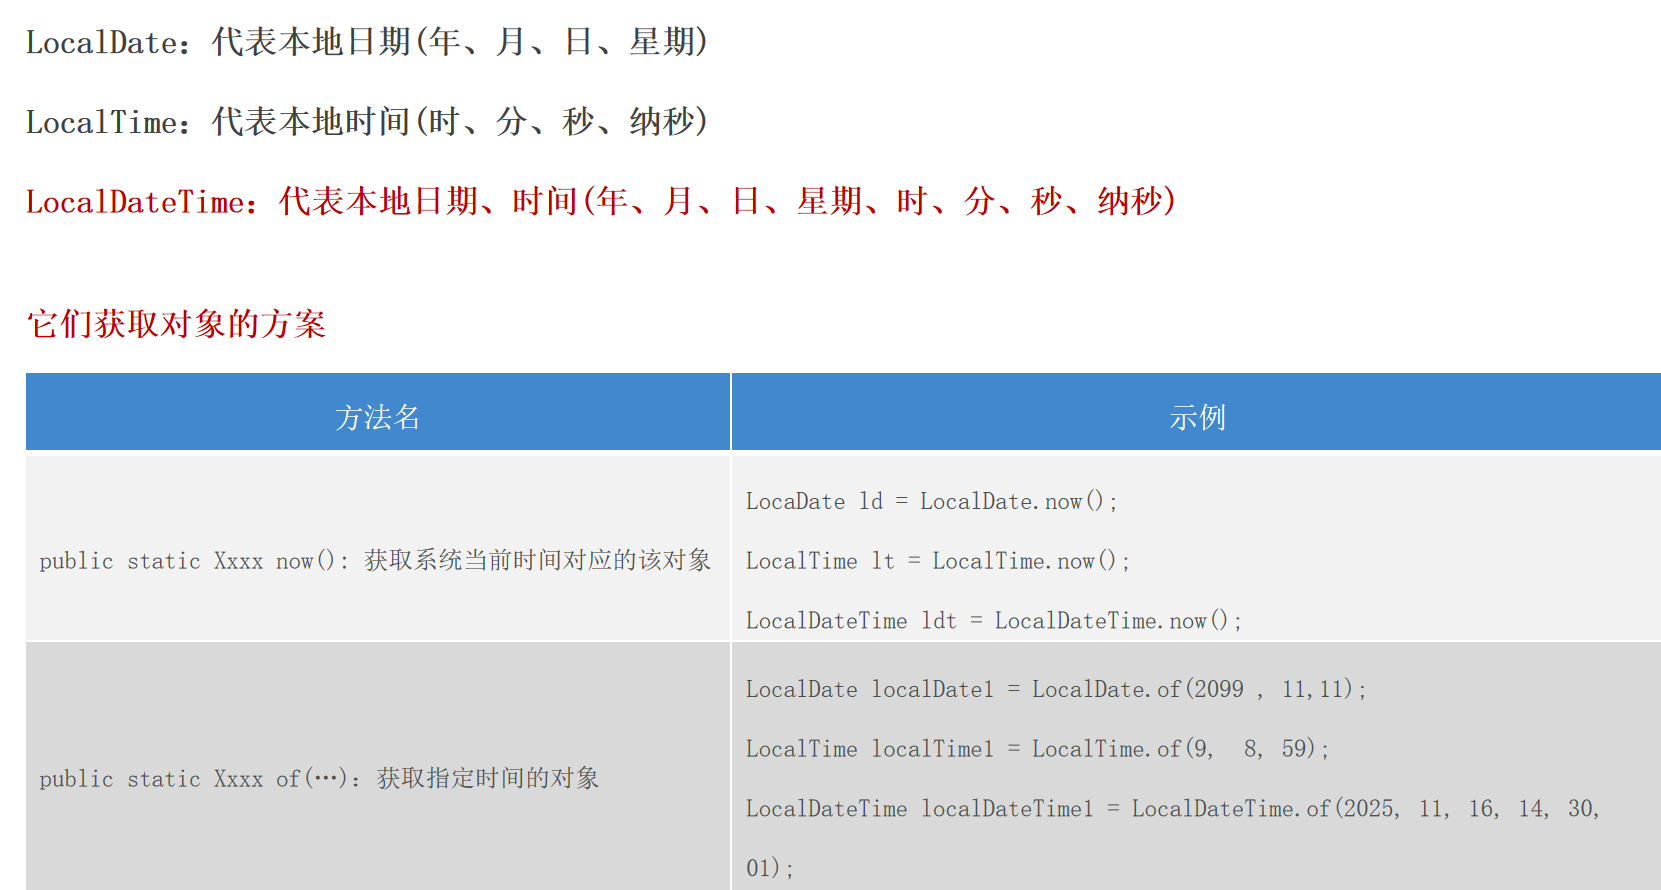 LocalDate：代表本地日期(年、月、日、星期)
LocalTime：代表本地时间(时、分、秒、纳秒)
LocalDateTime：代表本地日期、时间(年、月、日、星期、时、分、秒、纳秒)
它们获取对象的方案
方法名
示例
public static Xxxx now(): 获取系统当前时间对应的该对象
LocaDate ld = LocalDate.now();
LocalTime lt = LocalTime.now();
LocalDateTime ldt = LocalDateTime.now();
public static Xxxx of(…)：获取指定时间的对象
LocalDate localDate1 = LocalDate.of(2099 , 11,11);
LocalTime localTime1 = LocalTime.of(9,  8, 59);
LocalDateTime localDateTime1 = LocalDateTime.of(2025, 11, 16, 14, 30,
01);